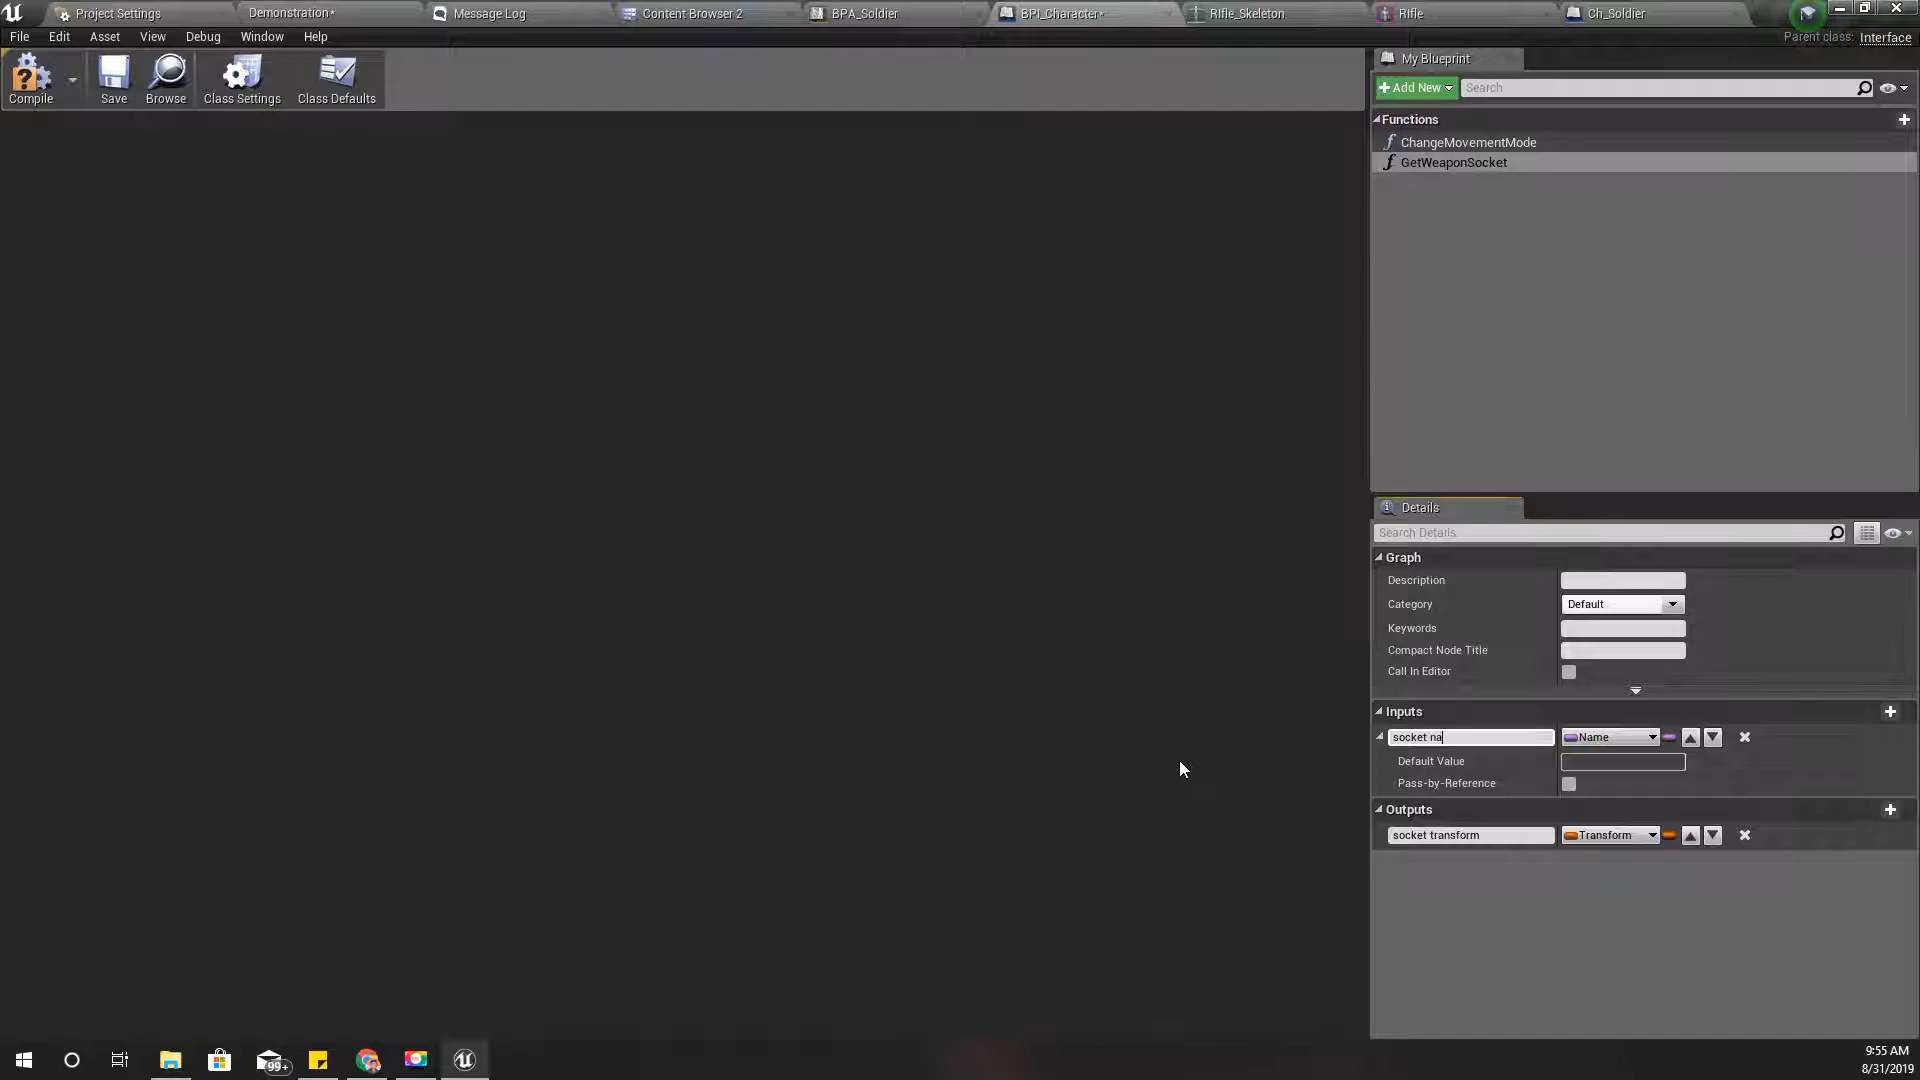 Project Settings
Demonstration*
Message Log
Content Browser 2
BPA_Soldier
BPI_Character*
Rifle_Skeleton
Rifle
Ch_Soldier
File Edit Asset View Debug Window Help
Parent class: Interface
Compile
Save
Browse
Class Settings
Class Defaults
My Blueprint
Add New
Search
Functions
ChangeMovementMode
GetWeaponSocket
Details
Search Details
Graph
Description
Category Default
Keywords
Compact Node Title
Call In Editor
Inputs
socket na Name
Default Value
Pass-by-Reference
Outputs
socket transform Transform
99+
9:55 AM
8/31/2019